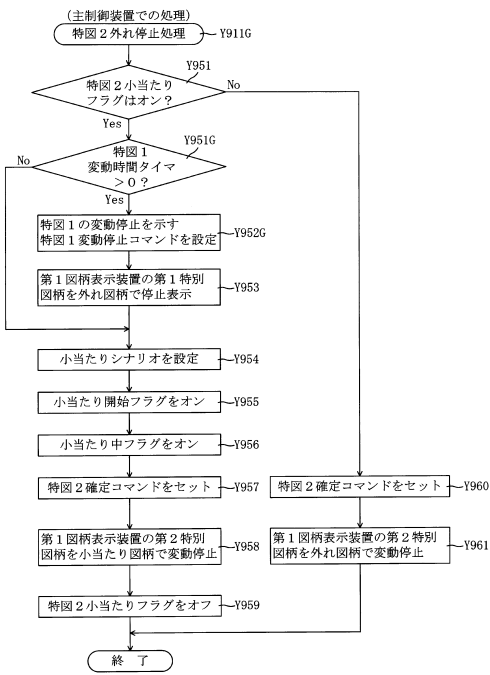 (主制御装置での処理)
特図2外れ停止処理
Y911G
Y951
特図2小当たり
フラグはオン?
No
Yes
Y951G
特図1
変動時間タイマ
>0?
No
Yes
特図1の変動停止を示す
特図1変動停止コマンドを設定
Y952G
第1図柄表示装置の第1特別
図柄を外れ図柄で停止表示
Y953
小当たりシナリオを設定
Y954
小当たり開始フラグをオン
Y955
小当たり中フラグをオン
Y956
特図2確定コマンドをセット
Y957
特図2確定コマンドをセット
Y960
第1図柄表示装置の第2特別
図柄を小当たり図柄で変動停止
Y958
第1図柄表示装置の第2特別
図柄を外れ図柄で変動停止
Y961
特図2小当たりフラグをオフ
Y959
終 了